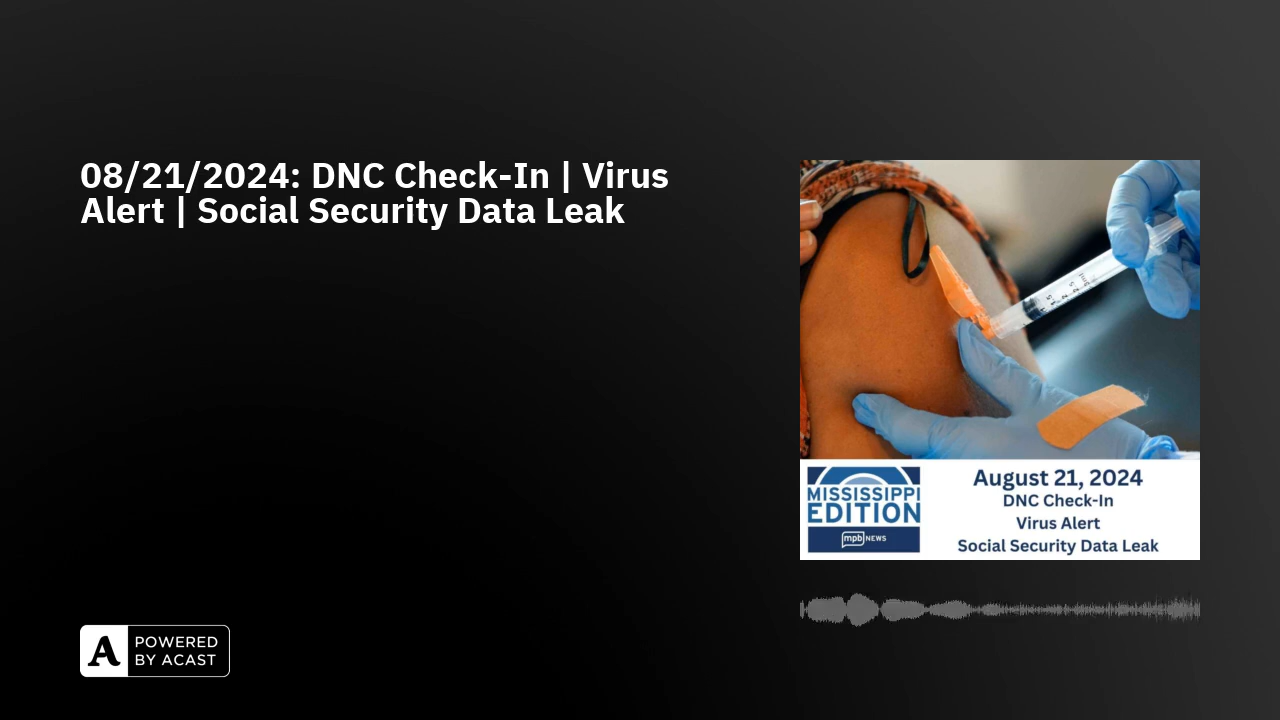 08/21/2024: DNC Check-In | Virus
Alert | Social Security Data Leak
MISSISSIPPI
EDITION
mpb NEWS
August 21, 2024
DNC Check-In
Virus Alert
Social Security Data Leak
A POWERED
BY ACAST